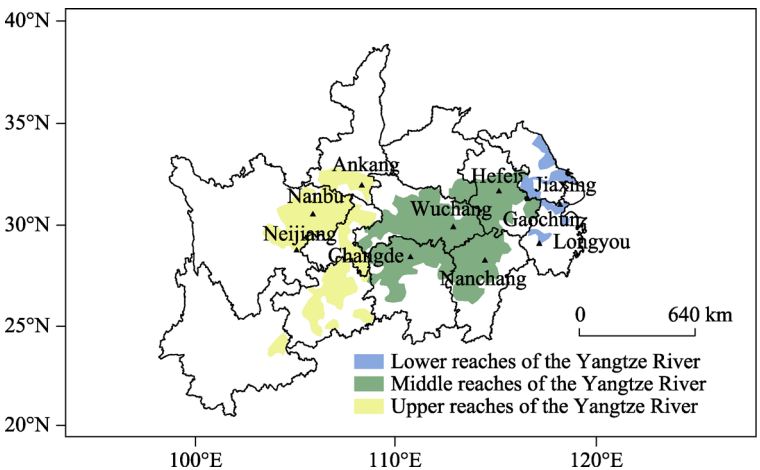 40°N
35°N
30°N
25°N
20°N
Ankang
Hefei
Jiaxing
Nanbu
Wuchang
Gaochun
Neijiang
Longyou
Changde
Nanchang
0 640 km
Lower reaches of the Yangtze River
Middle reaches of the Yangtze River
Upper reaches of the Yangtze River
100°E 110°E 120°E